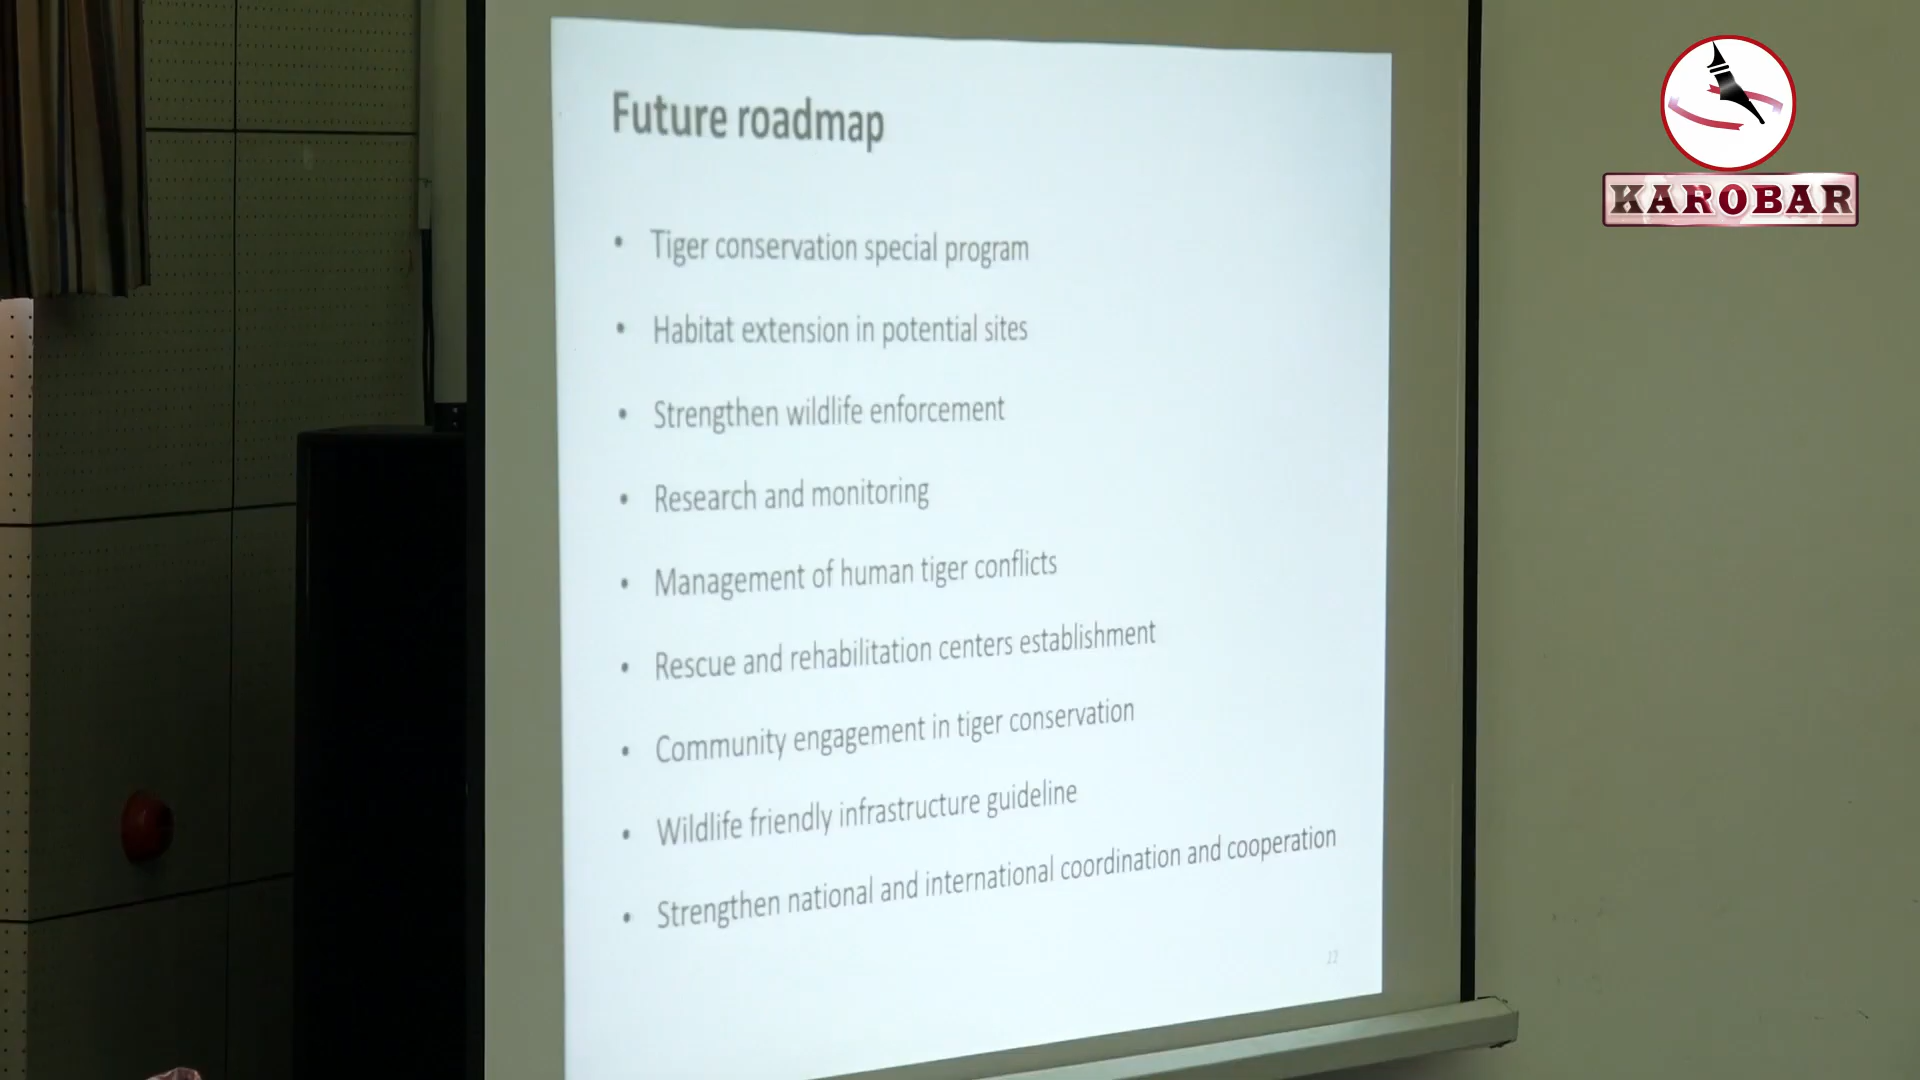 Future roadmap
• Tiger conservation special program
• Habitat extension in potential sites
• Strengthen wildlife enforcement
• Research and monitoring
• Management of human tiger conflicts
• Rescue and rehabilitation centers establishment
• Community engagement in tiger conservation
• Wildlife friendly infrastructure guideline
• Strengthen national and international coordination and cooperation
KAROBAR